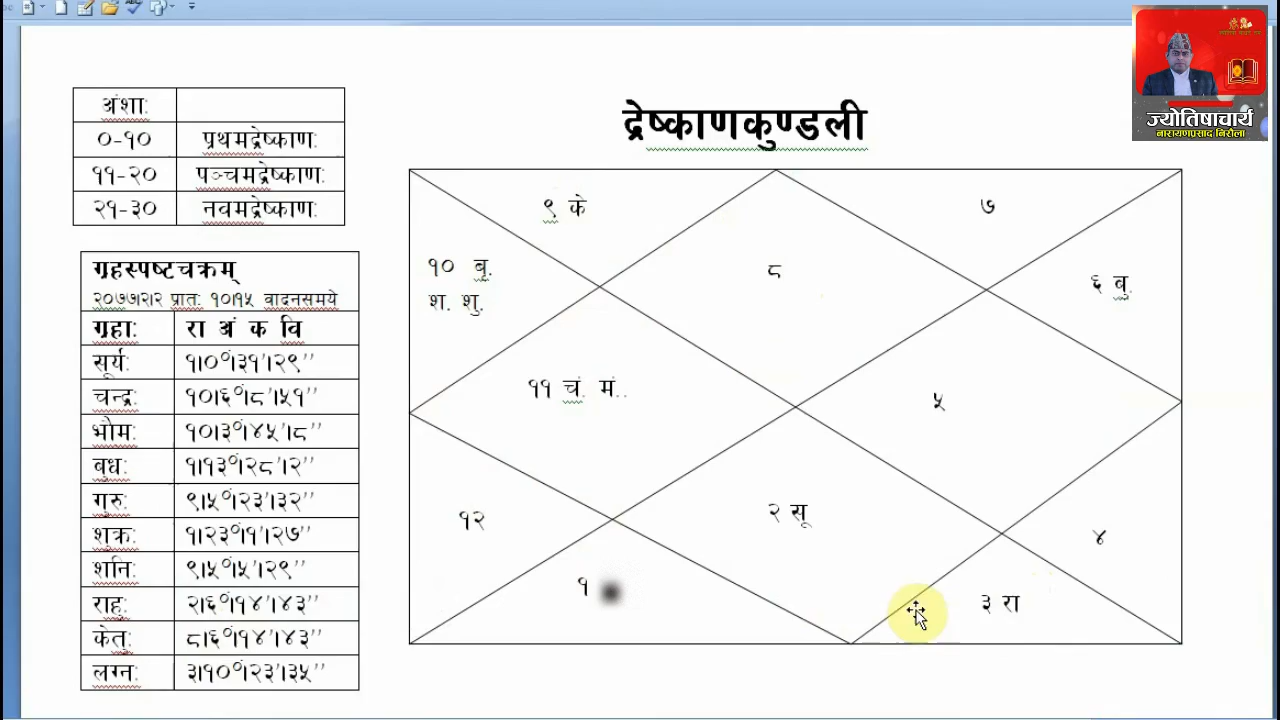 ज्योतिषाचार्य
नारायणप्रसाद निरौला
द्रेष्काणकुण्डली
अंशाः
०-१० प्रथमद्रेष्काणः
११-२० पञ्चमद्रेष्काणः
२१-३० नवमद्रेष्काणः
ग्रहस्पष्टचक्रम्
२०७७।२।२ प्रातः १०।१५ वादनसमये
ग्रहाः रा अं क वि
सूर्यः १।०°।३१'।२९''
चन्द्रः १०।६°।८'।५१''
भौमः १०।३°।४५'।८''
बुधः १।१३°।२८'।२''
गुरुः ९।५°।२३'।३२''
शुक्रः १।२३°।१'।२७''
शनिः ९।५°।५'।२९''
राहुः २।६°।१४'।४३''
केतुः ८।६°।१४'।४३''
लग्नः ३।१०°।२३'।३५''
९ के
७
१० बृ.
श. शु.
८
६ बु.
११ चं. मं..
५
१२
२ सू
४
१
३ रा